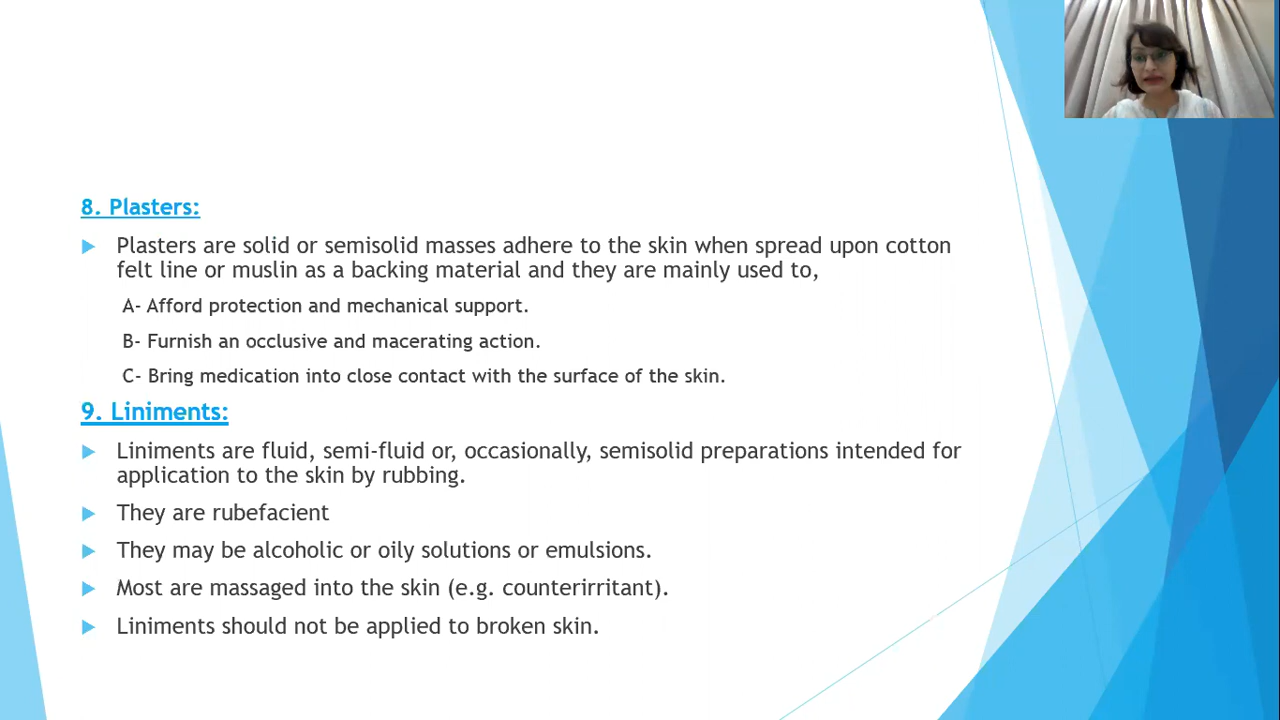 8. Plasters:
Plasters are solid or semisolid masses adhere to the skin when spread upon cotton
felt line or muslin as a backing material and they are mainly used to,
A- Afford protection and mechanical support.
B- Furnish an occlusive and macerating action.
C- Bring medication into close contact with the surface of the skin.
9. Liniments:
Liniments are fluid, semi-fluid or, occasionally, semisolid preparations intended for
application to the skin by rubbing.
They are rubefacient
They may be alcoholic or oily solutions or emulsions.
Most are massaged into the skin (e.g. counterirritant).
Liniments should not be applied to broken skin.